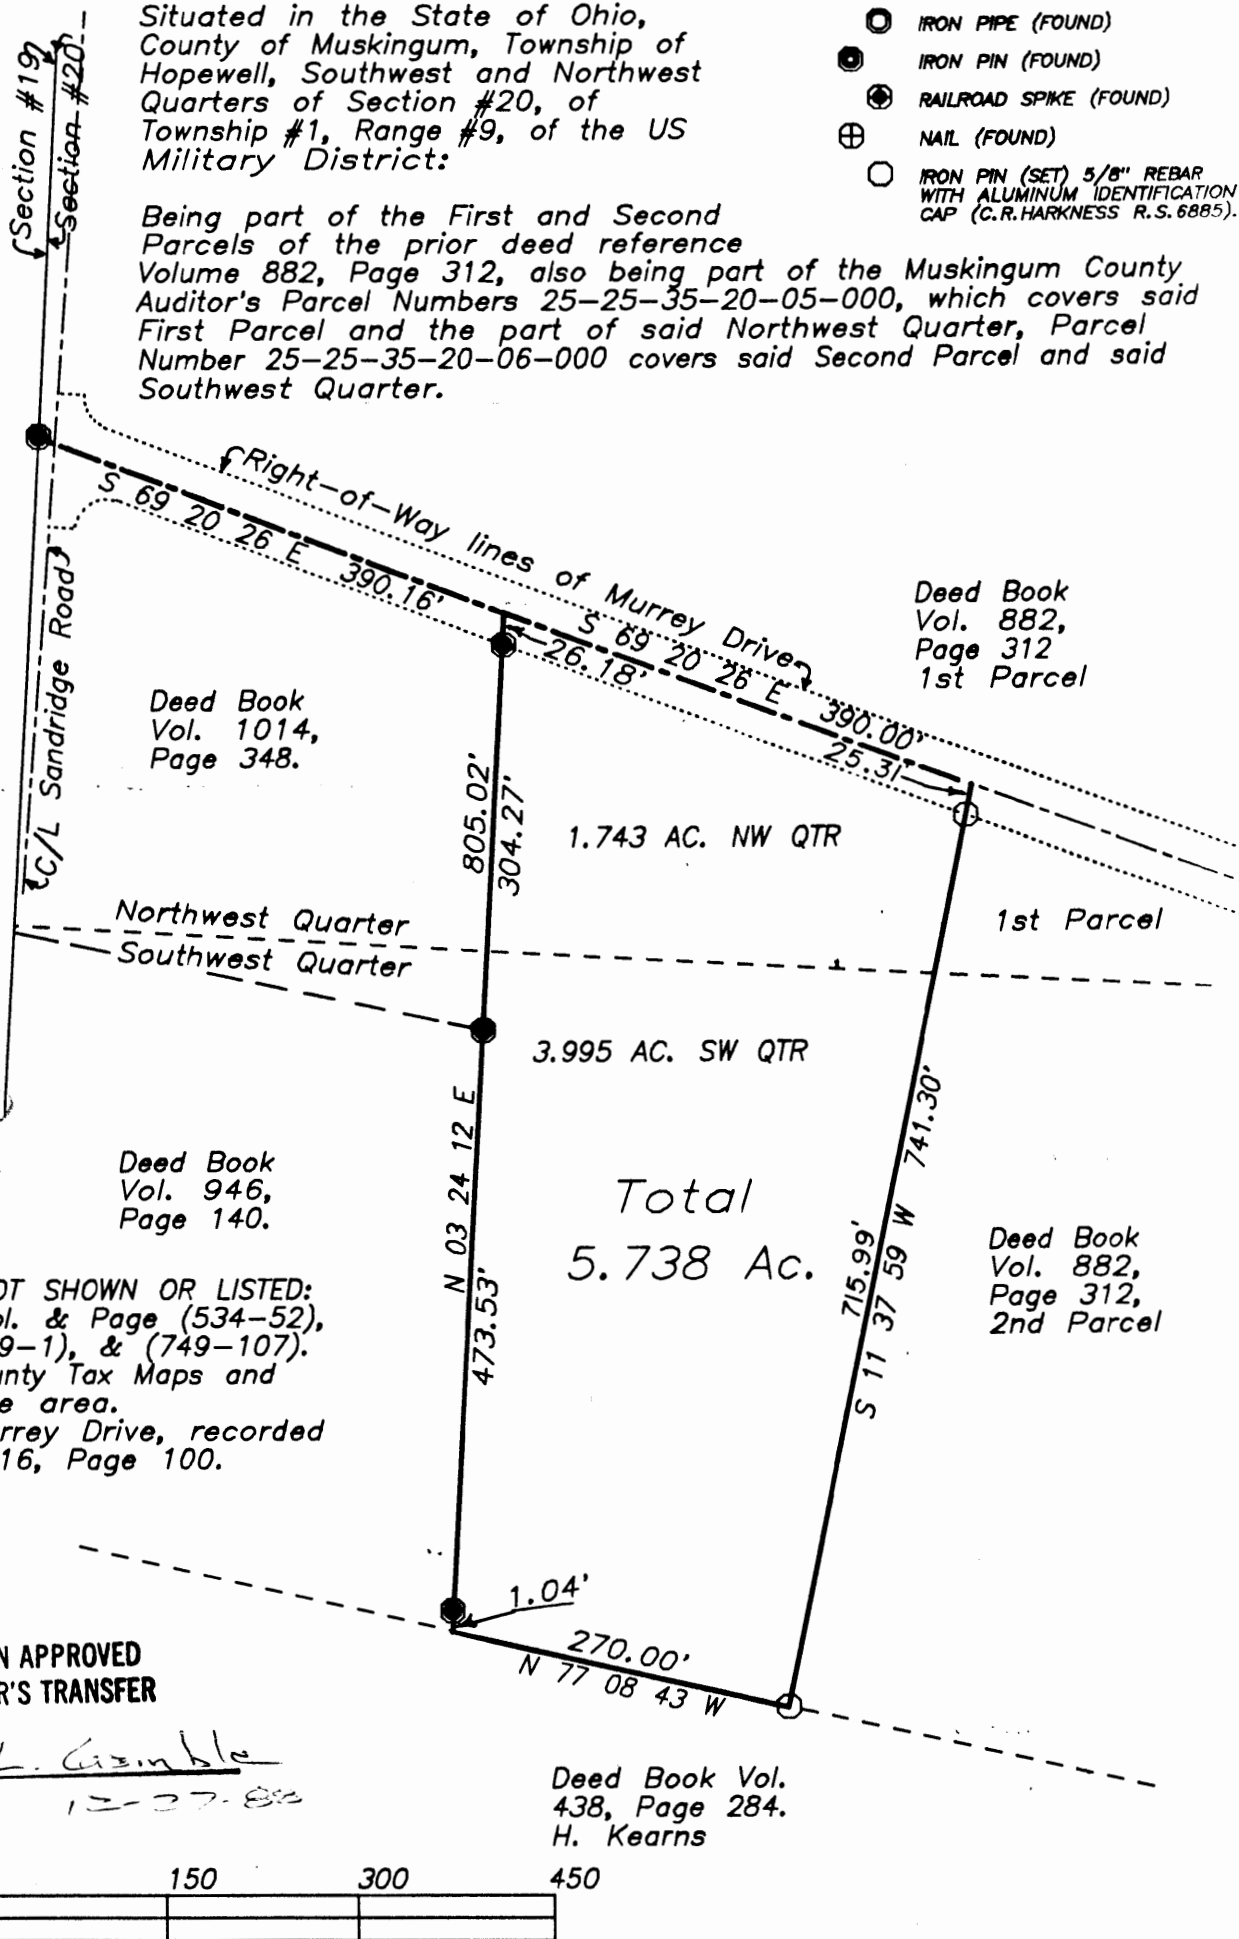 Situated in the State of Ohio,
County of Muskingum, Township of
Hopewell, Southwest and Northwest
Quarters of Section #20, of
Township #1, Range #9, of the US
Military District:
IRON PIPE (FOUND)
IRON PIN (FOUND)
RAILROAD SPIKE (FOUND)
NAIL (FOUND)
IRON PIN (SET) 5/8" REBAR
WITH ALUMINUM IDENTIFICATION
CAP (C.R.HARKNESS R.S.6885).
Section #19
Section #20
Being part of the First and Second
Parcels of the prior deed reference
Volume 882, Page 312, also being part of the Muskingum County
Auditor's Parcel Numbers 25-25-35-20-05-000, which covers said
First Parcel and the part of said Northwest Quarter, Parcel
Number 25-25-35-20-06-000 covers said Second Parcel and said
Southwest Quarter.
Right-of-Way lines of Murrey Drive
S 69 20 26 E 390.16'
S 69 20 26 E 390.00'
26.18'
25.31'
C/L Sandridge Road
Deed Book
Vol. 882,
Page 312
1st Parcel
Deed Book
Vol. 1014,
Page 348.
805.02'
304.27'
1.743 AC. NW QTR
1st Parcel
Northwest Quarter
Southwest Quarter
3.995 AC. SW QTR
N 03 24 12 E
473.53'
S 11 37 59 W 741.30'
715.99'
Deed Book
Vol. 946,
Page 140.
Total
5.738 Ac.
Deed Book
Vol. 882,
Page 312,
2nd Parcel
OT SHOWN OR LISTED:
ol. & Page (534-52),
9-1), & (749-107).
unty Tax Maps and
e area.
rrey Drive, recorded
16, Page 100.
1.04'
270.00'
N 77 08 43 W
N APPROVED
R'S TRANSFER
L. Gamble
12-27-88
Deed Book Vol.
438, Page 284.
H. Kearns
150 300 450